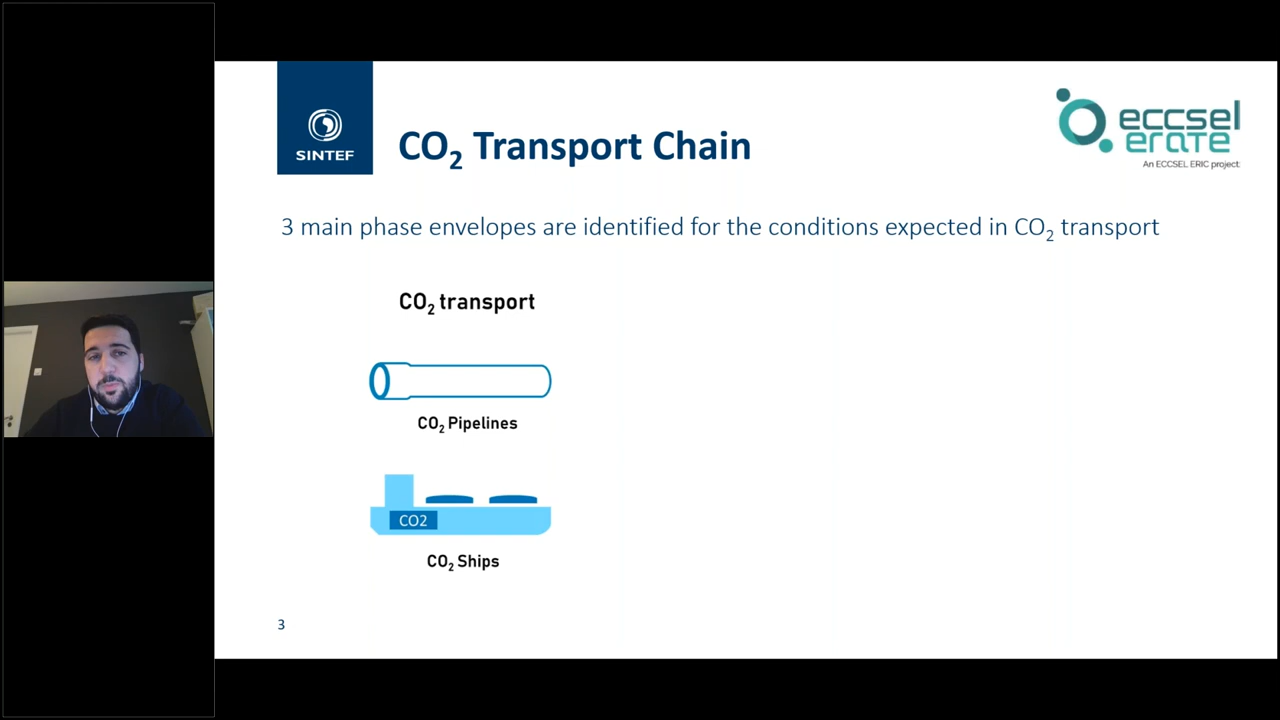 SINTEF
CO₂ Transport Chain
eccsel
erate
An ECCSEL ERIC project
3 main phase envelopes are identified for the conditions expected in CO₂ transport
CO₂ transport
CO₂ Pipelines
CO2
CO₂ Ships
3